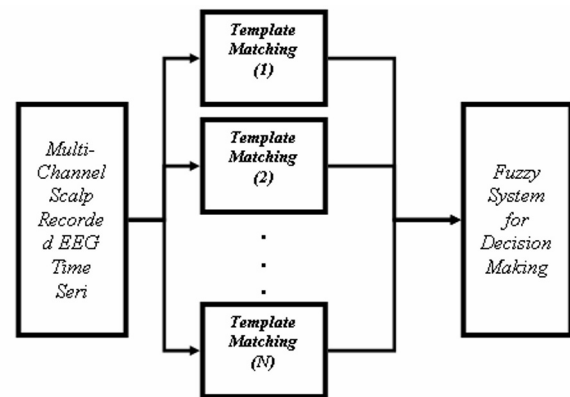 Multi-
Channel
Scalp
Recorde
d EEG
Time
Seri
Template
Matching
(1)
Template
Matching
(2)
.
.
.
Template
Matching
(N)
Fuzzy
System
for
Decision
Making